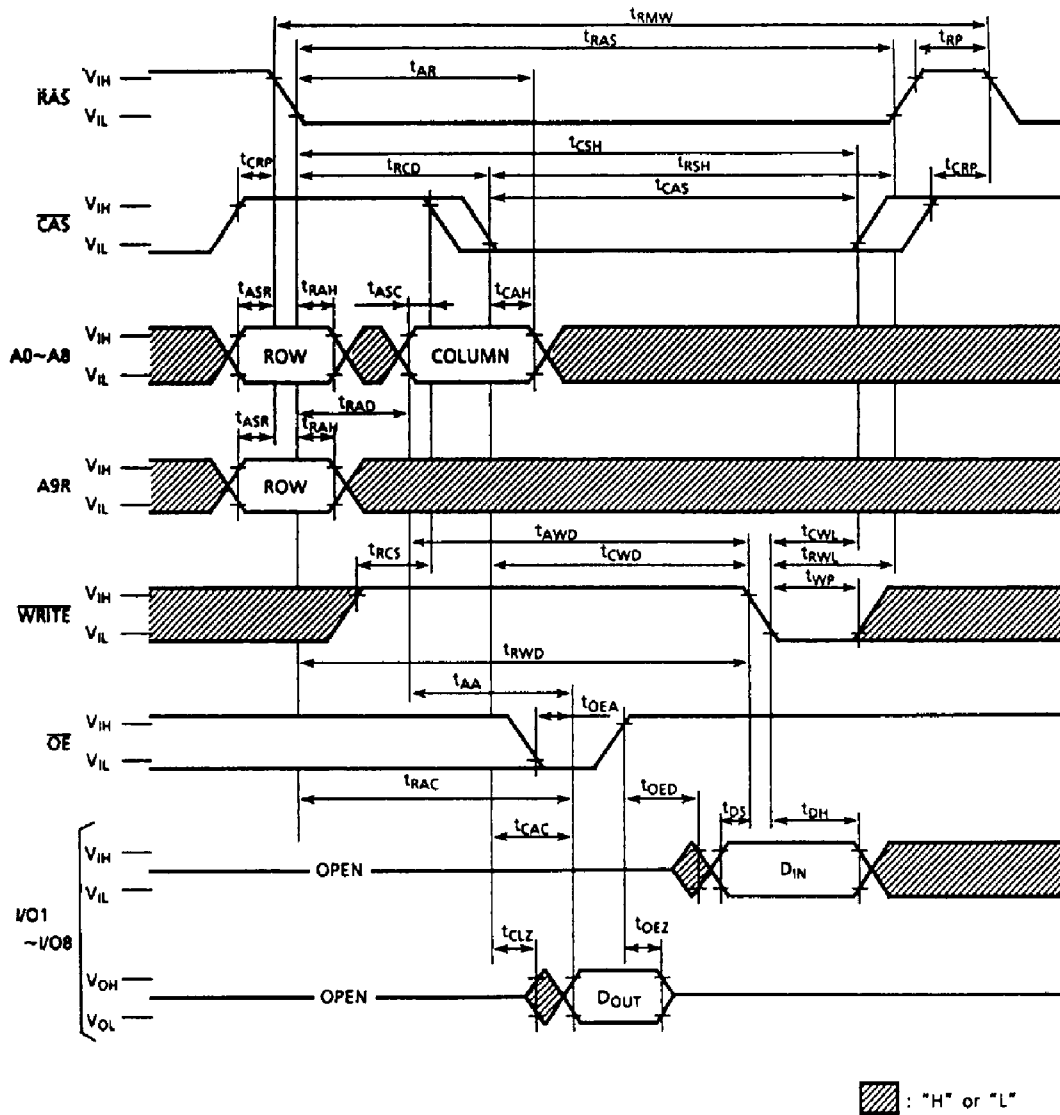 tRMW
tRAS
tRP
tAR
VIH
RAS
VIL
tCSH
tCRP
tRCD
tRSH
tCRP
tCAS
VIH
CAS
VIL
tASR
tRAH
tASC
tCAH
VIH
A0~A8
ROW
COLUMN
VIL
tRAD
tASR
tRAH
VIH
A9R
ROW
VIL
tAWD
tCWL
tRCS
tCWD
tRWL
tWP
VIH
WRITE
VIL
tRWD
tAA
tOEA
VIH
OE
VIL
tRAC
tOED
tDS
tDH
tCAC
VIH
OPEN
DIN
VIL
I/O1
~I/O8
tCLZ
tOEZ
VOH
OPEN
DOUT
VOL
: "H" or "L"